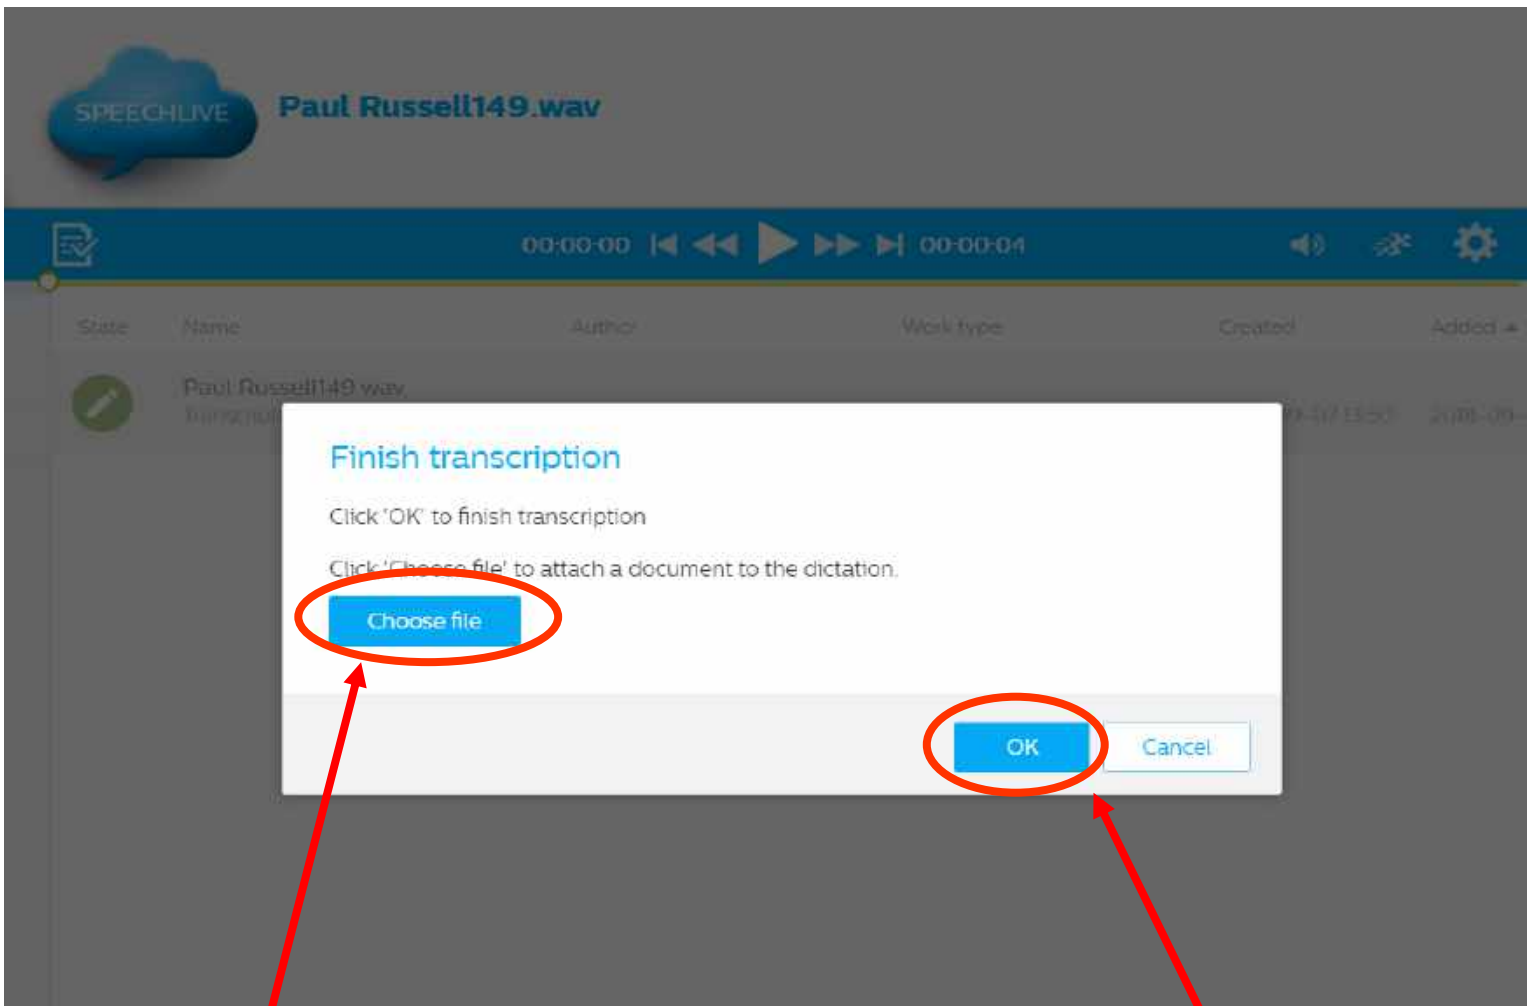 SPEECHLIVE
Paul Russell149.wav
00:00:00 00:00:04
State Name Author Work type Created Added
Paul Russell149.wav
Finish transcription
Click 'OK' to finish transcription
Click 'Choose file' to attach a document to the dictation.
Choose file
OK Cancel